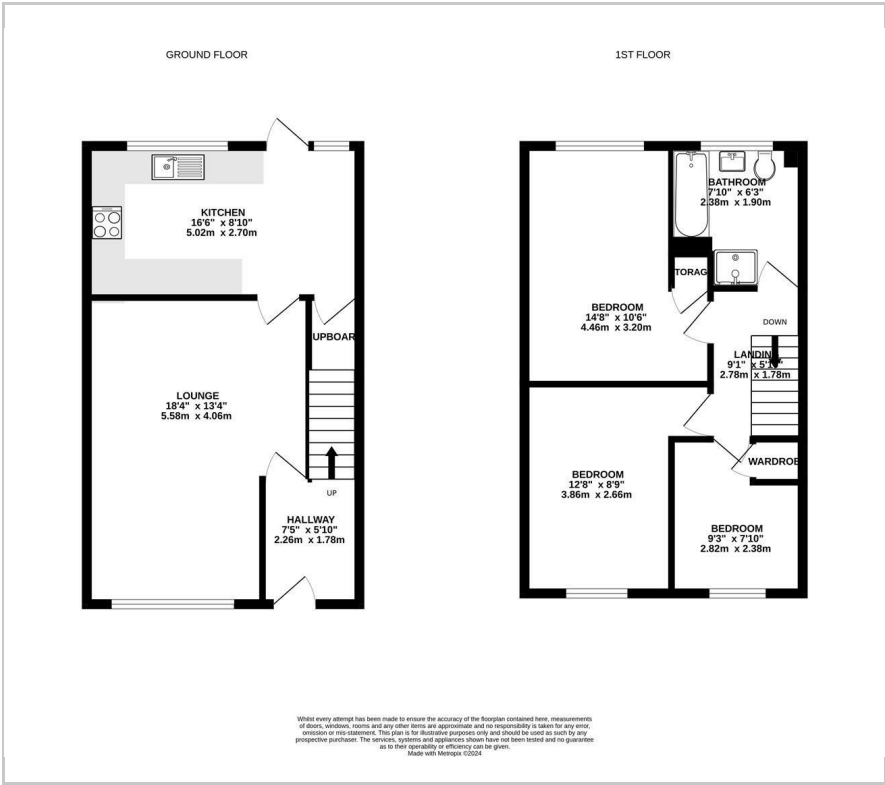 GROUND FLOOR
KITCHEN
16'6" x 8'10"
5.02m x 2.70m
UPBOAR
LOUNGE
18'4" x 13'4"
5.58m x 4.06m
UP
HALLWAY
7'5" x 5'10"
2.26m x 1.78m
1ST FLOOR
BATHROOM
7'10" x 6'3"
2.38m x 1.90m
TORAG
BEDROOM
14'8" x 10'6"
4.46m x 3.20m
DOWN
LANDIN
9'1" x 5'1
2.78m x 1.78m
WARDROB
BEDROOM
12'8" x 8'9"
3.86m x 2.66m
BEDROOM
9'3" x 7'10"
2.82m x 2.38m
Whilst every attempt has been made to ensure the accuracy of the floorplan contained here, measurements
of doors, windows, rooms and any other items are approximate and no responsibility is taken for any error,
omission or mis-statement. This plan is for illustrative purposes only and should be used as such by any
prospective purchaser. The services, systems and appliances shown have not been tested and no guarantee
as to their operability or efficiency can be given.
Made with Metropix ©2024